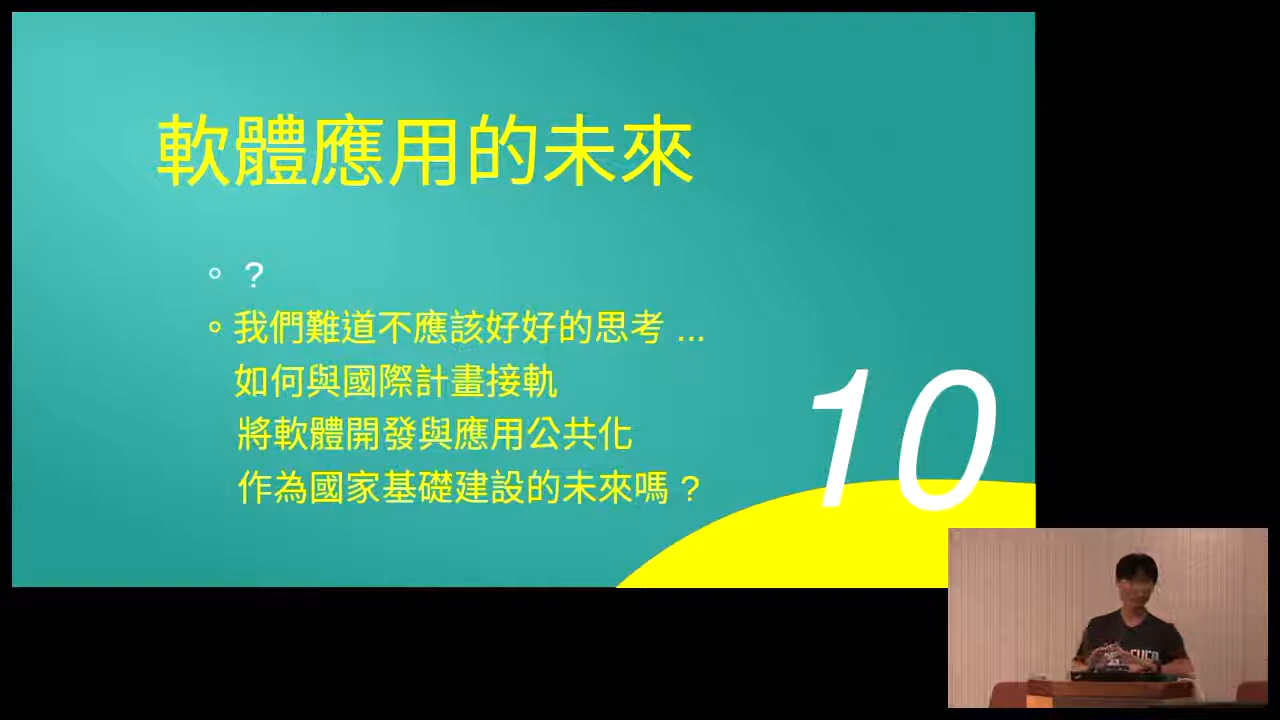 軟體應用的未來
。?
。我們難道不應該好好的思考 ...
如何與國際計畫接軌
將軟體開發與應用公共化
作為國家基礎建設的未來嗎?
10